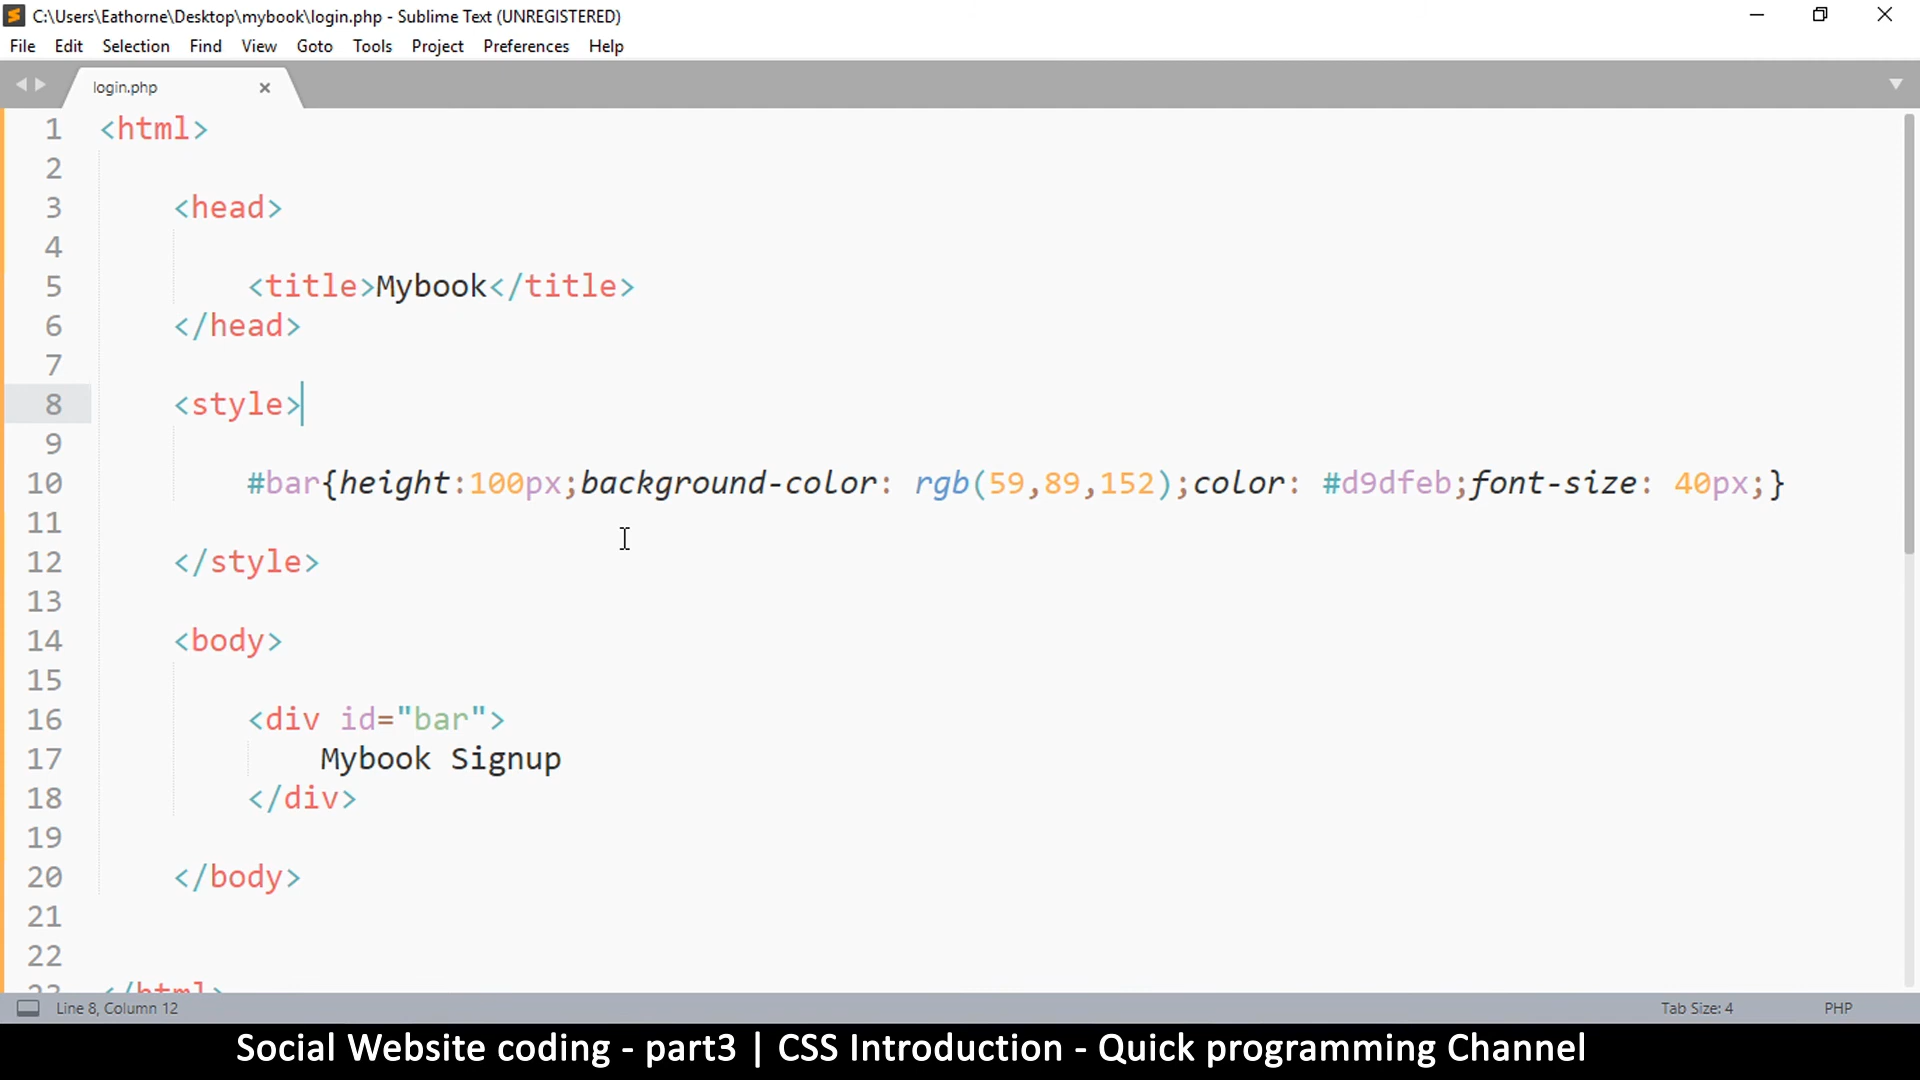 C:\Users\Eathorne\Desktop\mybook\login.php - Sublime Text (UNREGISTERED)
File Edit Selection Find View Goto Tools Project Preferences Help
login.php
1 <html>
2
3 <head>
4
5 <title>Mybook</title>
6 </head>
7
8 <style>
9
10 #bar{height:100px;background-color: rgb(59,89,152);color: #d9dfeb;font-size: 40px;}
11
12 </style>
13
14 <body>
15
16 <div id="bar">
17 Mybook Signup
18 </div>
19
20 </body>
21
22
23 </html>
Line 8, Column 12 Tab Size: 4 PHP
Social Website coding - part3 | CSS Introduction - Quick programming Channel